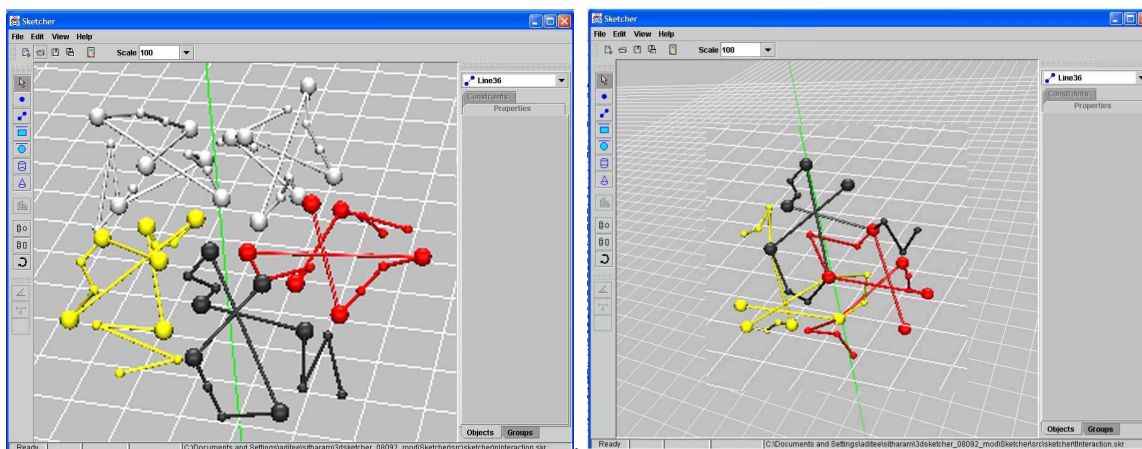 Sketcher
File Edit View Help
Scale 100
Line36
Constraints
Properties
Objects Groups
Ready
C:\Documents and Settings\aditee\sitharam\3dsketcher_08092_mod\Sketcher\src\sketcher\nInteraction.skr
Sketcher
File Edit View Help
Scale 100
Line36
Constraints
Properties
Objects Groups
Ready
C:\Documents and Settings\aditee\sitharam\3dsketcher_08092_mod\Sketcher\src\sketcher\tInteraction.skr